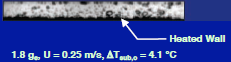 Heated Wall
1.8 gₑ, U = 0.25 m/s, ΔT_sub,o = 4.1 °C